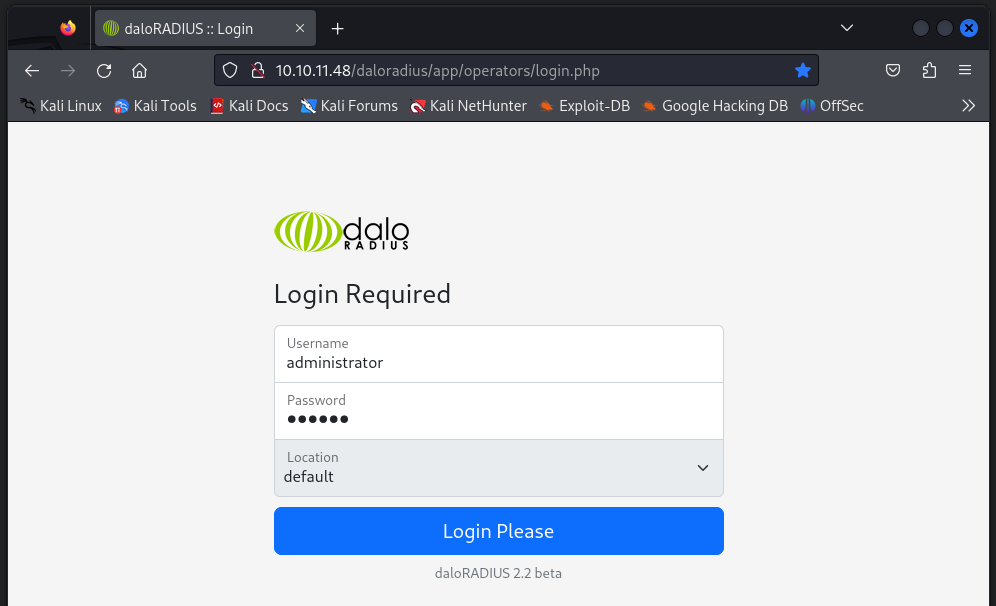 daloRADIUS :: Login
10.10.11.48/daloradius/app/operators/login.php
Kali Linux Kali Tools Kali Docs Kali Forums Kali NetHunter Exploit-DB Google Hacking DB OffSec
dalo
RADIUS
Login Required
Username
administrator
Password
●●●●●●
Location
default
Login Please
daloRADIUS 2.2 beta